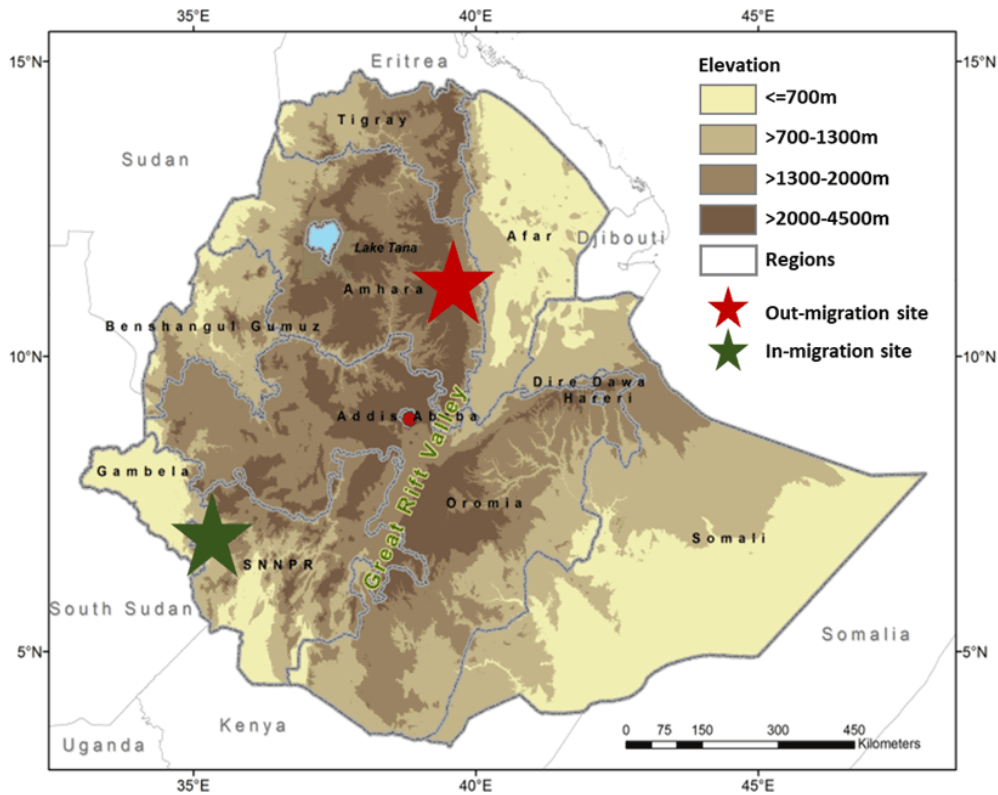 35°E 40°E 45°E
15°N 15°N
Eritrea
Elevation
<=700m
>700-1300m
>1300-2000m
>2000-4500m
Regions
Out-migration site
In-migration site
Tigray
Sudan
Afar
Djibouti
Lake Tana
Amhara
Benshangul Gumuz
10°N 10°N
Dire Dawa
Hareri
Addis Ababa
Great Rift Valley
Gambela
Oromia
Somali
SNNPR
South Sudan
Somalia
5°N 5°N
Kenya
Uganda
0 75 150 300 450
Kilometers
35°E 40°E 45°E